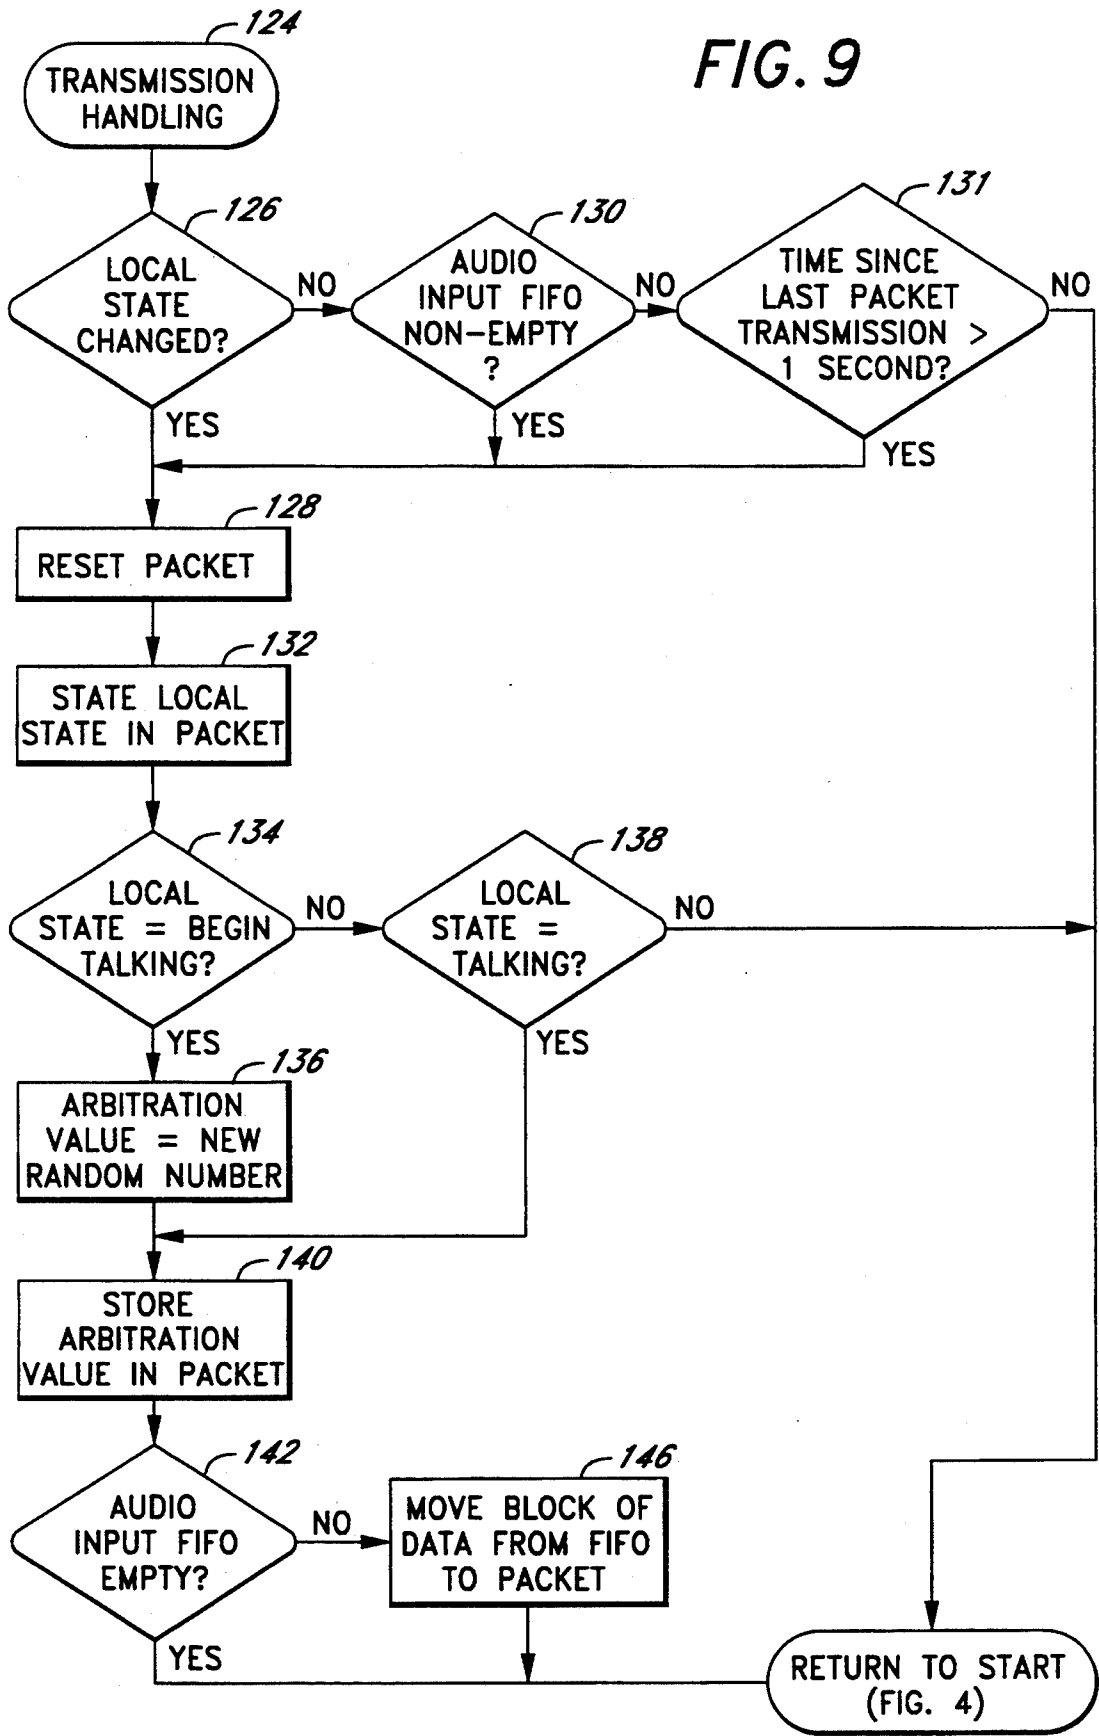 FIG. 9
124
TRANSMISSION
HANDLING
126
LOCAL
STATE
CHANGED?
NO
YES
130
AUDIO
INPUT FIFO
NON-EMPTY
?
NO
YES
131
TIME SINCE
LAST PACKET
TRANSMISSION >
1 SECOND?
NO
YES
128
RESET PACKET
132
STATE LOCAL
STATE IN PACKET
134
LOCAL
STATE = BEGIN
TALKING?
NO
YES
138
LOCAL
STATE =
TALKING?
NO
YES
136
ARBITRATION
VALUE = NEW
RANDOM NUMBER
140
STORE
ARBITRATION
VALUE IN PACKET
142
AUDIO
INPUT FIFO
EMPTY?
NO
YES
146
MOVE BLOCK OF
DATA FROM FIFO
TO PACKET
RETURN TO START
(FIG. 4)